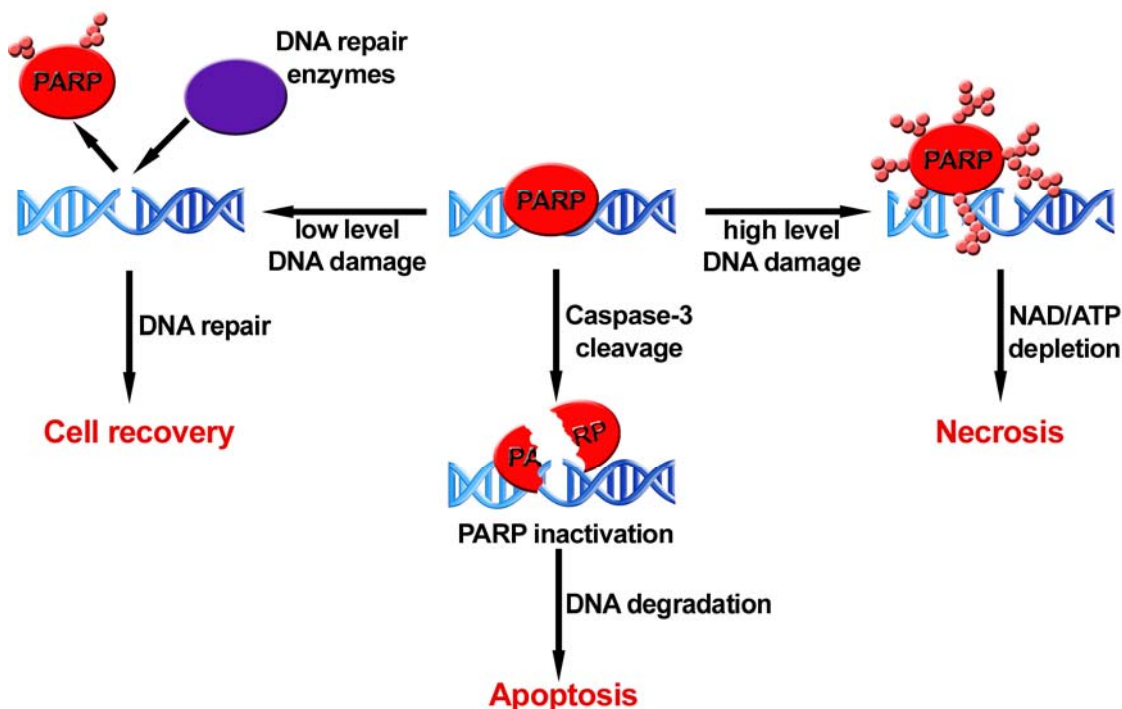 DNA repair
enzymes
PARP
PARP
PARP
low level
DNA damage
high level
DNA damage
DNA repair
Caspase-3
cleavage
NAD/ATP
depletion
Cell recovery
Necrosis
PA RP
PARP inactivation
DNA degradation
Apoptosis